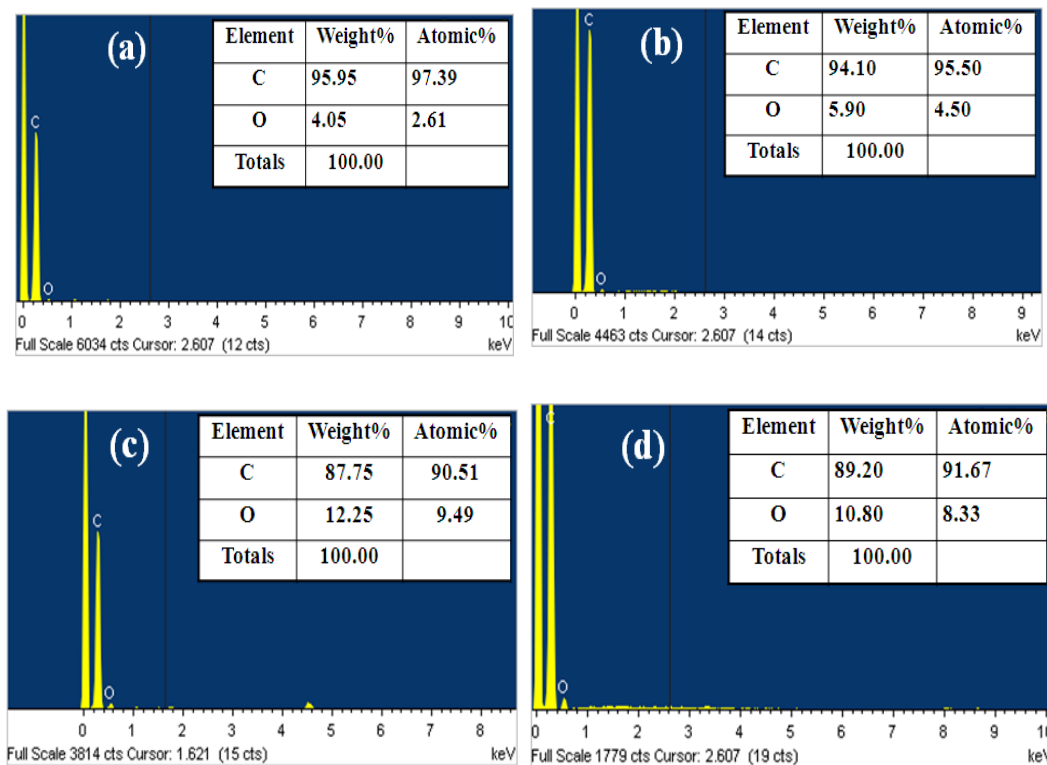 (a)
Element Weight% Atomic%
C 95.95 97.39
O 4.05 2.61
Totals 100.00
C
O
0 1 2 3 4 5 6 7 8 9 10
Full Scale 6034 cts Cursor: 2.607 (12 cts) keV
(b)
Element Weight% Atomic%
C 94.10 95.50
O 5.90 4.50
Totals 100.00
C
O
0 1 2 3 4 5 6 7 8 9
Full Scale 4463 cts Cursor: 2.607 (14 cts) keV
(c)
Element Weight% Atomic%
C 87.75 90.51
O 12.25 9.49
Totals 100.00
C
O
0 1 2 3 4 5 6 7 8
Full Scale 3814 cts Cursor: 1.621 (15 cts) keV
(d)
Element Weight% Atomic%
C 89.20 91.67
O 10.80 8.33
Totals 100.00
C
O
0 1 2 3 4 5 6 7 8 9 10
Full Scale 1779 cts Cursor: 2.607 (19 cts) keV